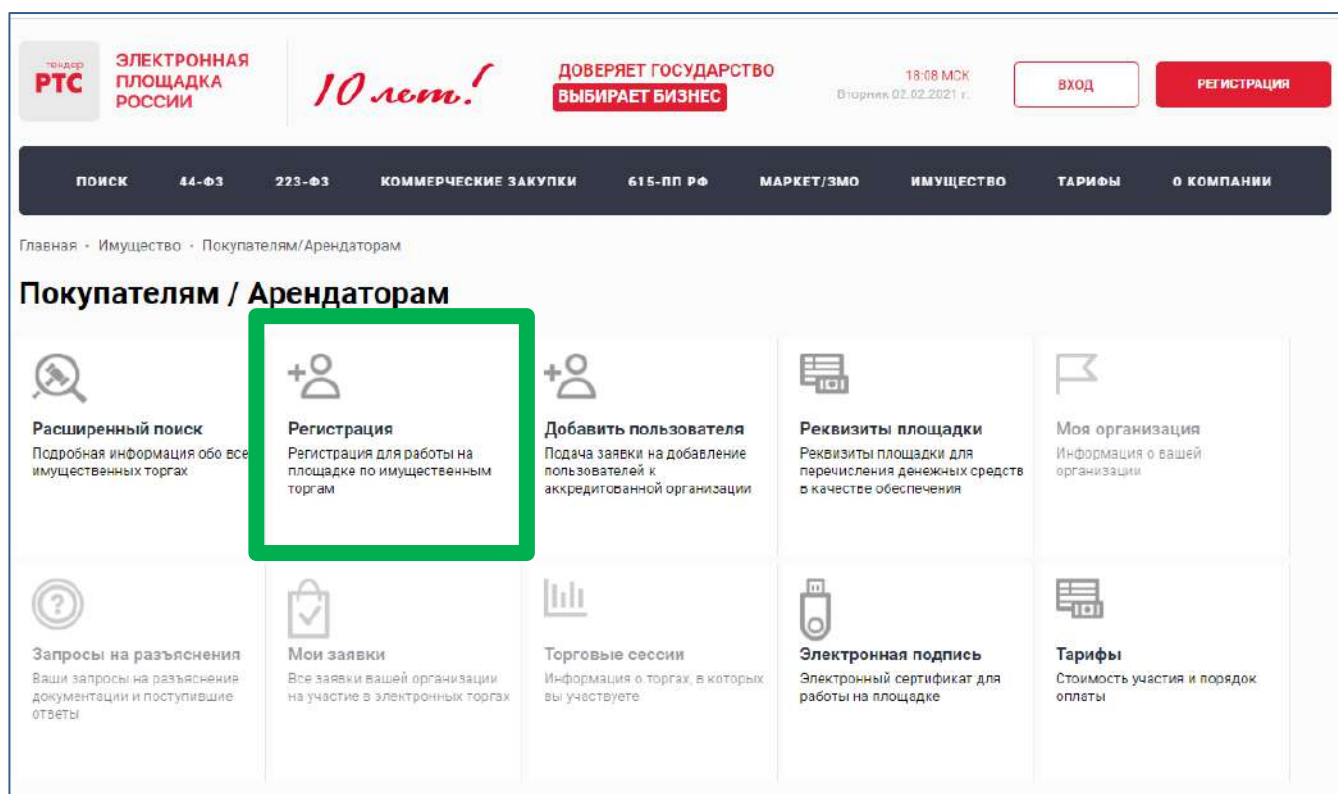 тендер
РТС
ЭЛЕКТРОННАЯ
ПЛОЩАДКА
РОССИИ
10 лет!
ДОВЕРЯЕТ ГОСУДАРСТВО
ВЫБИРАЕТ БИЗНЕС
18:08 МСК
Вторник 02.02.2021 г.
ВХОД
РЕГИСТРАЦИЯ
ПОИСК 44-ФЗ 223-ФЗ КОММЕРЧЕСКИЕ ЗАКУПКИ 615-ПП РФ МАРКЕТ/ЗМО ИМУЩЕСТВО ТАРИФЫ О КОМПАНИИ
Главная · Имущество · Покупателям/Арендаторам
Покупателям / Арендаторам
Расширенный поиск
Подробная информация обо все
имущественных торгах
Регистрация
Регистрация для работы на
площадке по имущественным
торгам
Добавить пользователя
Подача заявки на добавление
пользователей к
аккредитованной организации
Реквизиты площадки
Реквизиты площадки для
перечисления денежных средств
в качестве обеспечения
Моя организация
Информация о вашей
организации
Запросы на разъяснения
Ваши запросы на разъяснение
документации и поступившие
ответы
Мои заявки
Все заявки вашей организации
на участие в электронных торгах
Торговые сессии
Информация о торгах, в которых
вы участвуете
Электронная подпись
Электронный сертификат для
работы на площадке
Тарифы
Стоимость участия и порядок
оплаты